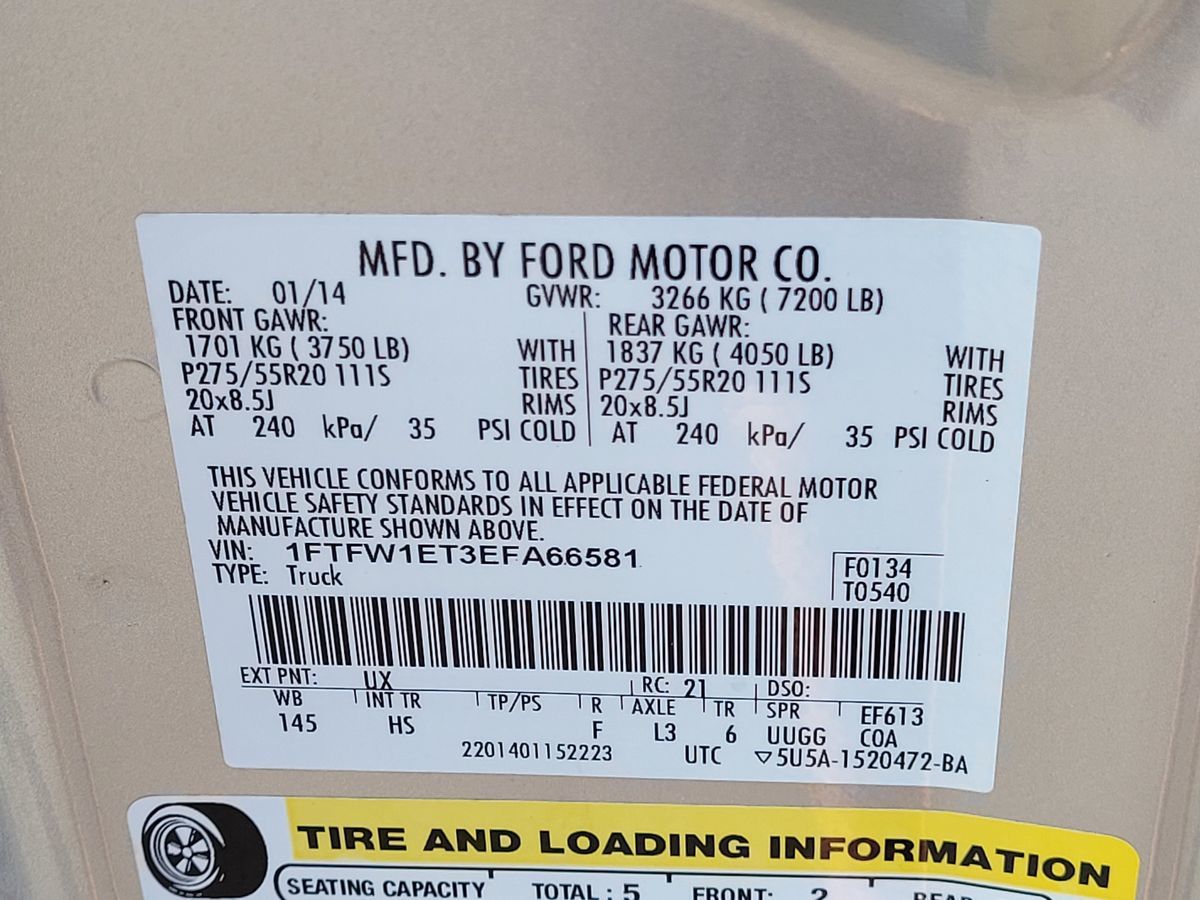 MFD. BY FORD MOTOR CO.
DATE: 01/14 GVWR: 3266 KG ( 7200 LB)
FRONT GAWR: REAR GAWR:
1701 KG ( 3750 LB) WITH 1837 KG ( 4050 LB) WITH
P275/55R20 111S TIRES P275/55R20 111S TIRES
20x8.5J RIMS 20x8.5J RIMS
AT 240 kPa/ 35 PSI COLD AT 240 kPa/ 35 PSI COLD
THIS VEHICLE CONFORMS TO ALL APPLICABLE FEDERAL MOTOR
VEHICLE SAFETY STANDARDS IN EFFECT ON THE DATE OF
MANUFACTURE SHOWN ABOVE.
VIN: 1FTFW1ET3EFA66581
TYPE: Truck
F0134
T0540
EXT PNT: UX RC: 21 DSO:
WB INT TR TP/PS R AXLE TR SPR EF613
145 HS F L3 6 UUGG COA
2201401152223 UTC ▽5U5A-1520472-BA
TIRE AND LOADING INFORMATION
SEATING CAPACITY TOTAL : 5 FRONT: 2 REAR